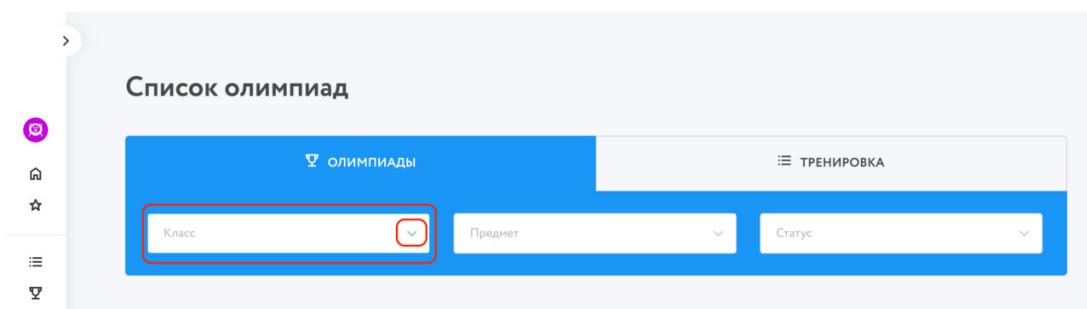 Список олимпиад
ОЛИМПИАДЫ
ТРЕНИРОВКА
Класс
Предмет
Статус